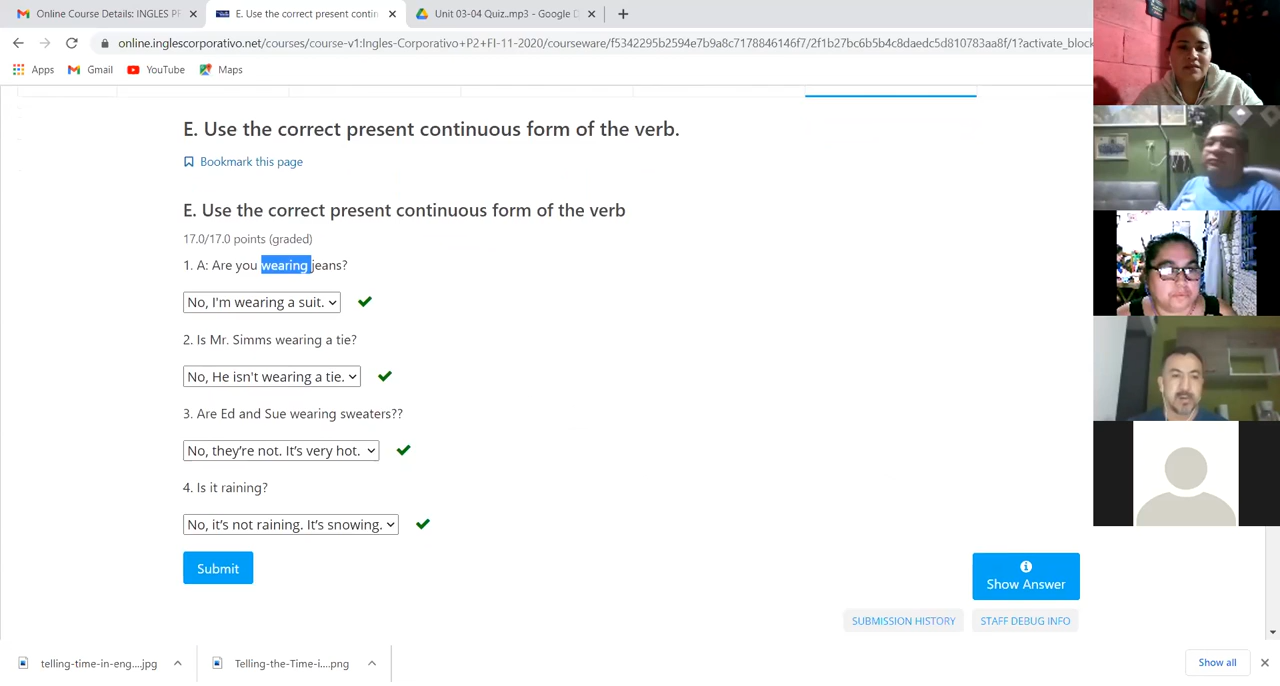 Online Course Details: INGLES PF
E. Use the correct present contin
Unit 03-04 Quiz..mp3 - Google D
online.inglescorporativo.net/courses/course-v1:Ingles-Corporativo+P2+FI-11-2020/courseware/f5342295b2594e7b9a8c7178846146f7/2f1b27bc6b5b4c8daedc5d810783aa8f/1?activate_block
Apps
Gmail
YouTube
Maps
E. Use the correct present continuous form of the verb.
Bookmark this page
E. Use the correct present continuous form of the verb
17.0/17.0 points (graded)
1. A: Are you wearing jeans?
No, I'm wearing a suit.
2. Is Mr. Simms wearing a tie?
No, He isn't wearing a tie.
3. Are Ed and Sue wearing sweaters??
No, they're not. It's very hot.
4. Is it raining?
No, it's not raining. It's snowing.
Submit
Show Answer
SUBMISSION HISTORY
STAFF DEBUG INFO
telling-time-in-eng....jpg
Telling-the-Time-i....png
Show all